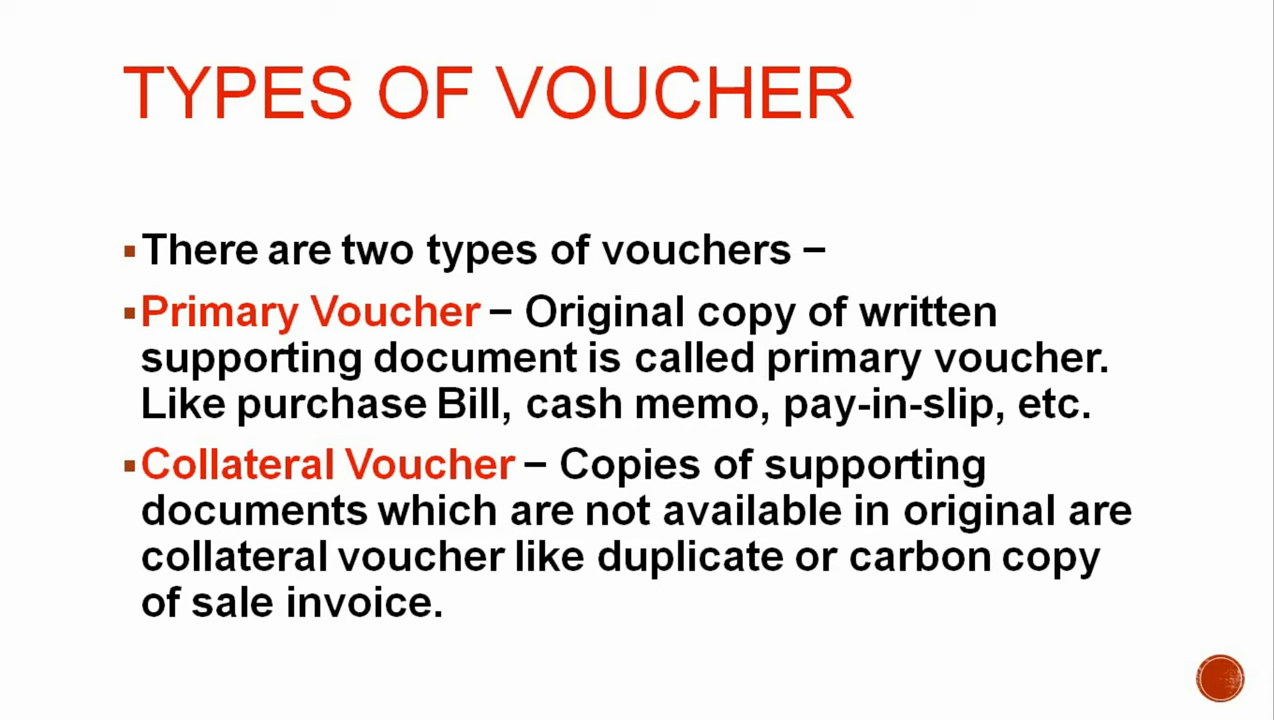 TYPES OF VOUCHER
▪There are two types of vouchers –
▪Primary Voucher – Original copy of written
supporting document is called primary voucher.
Like purchase Bill, cash memo, pay-in-slip, etc.
▪Collateral Voucher – Copies of supporting
documents which are not available in original are
collateral voucher like duplicate or carbon copy
of sale invoice.